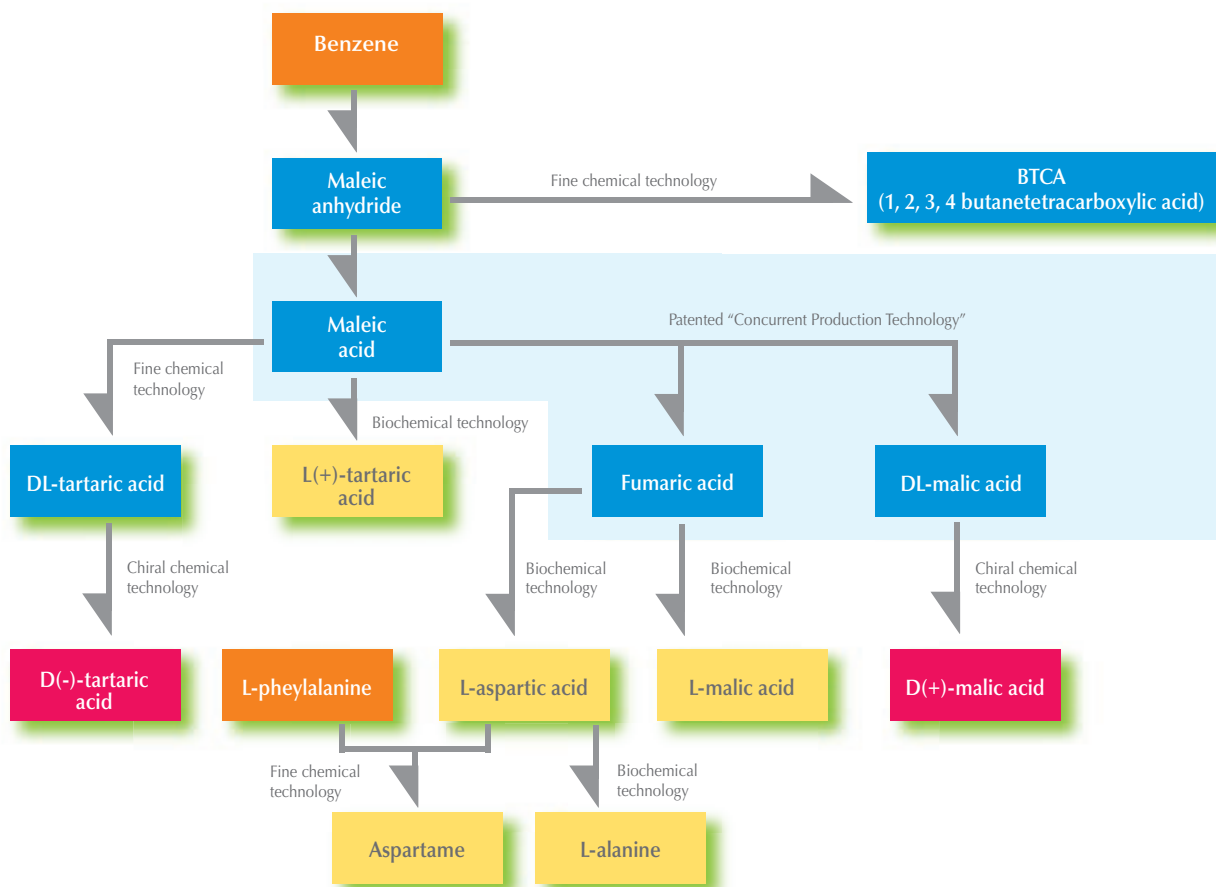 Benzene
Maleic
anhydride
Fine chemical technology
BTCA
(1, 2, 3, 4 butanetetracarboxylic acid)
Maleic
acid
Patented “Concurrent Production Technology”
Fine chemical
technology
Biochemical technology
DL-tartaric acid
L(+)-tartaric
acid
Fumaric acid
DL-malic acid
Chiral chemical
technology
Biochemical
technology
Biochemical
technology
Chiral chemical
technology
D(-)-tartaric
acid
L-pheylalanine
L-aspartic acid
L-malic acid
D(+)-malic acid
Fine chemical
technology
Biochemical
technology
Aspartame
L-alanine